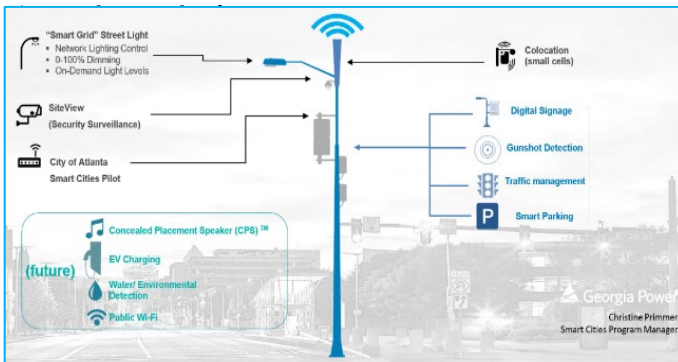 “Smart Grid” Street Light
• Network Lighting Control
• 0-100% Dimming
• On-Demand Light Levels
SiteView
(Security Surveillance)
City of Atlanta
Smart Cities Pilot
Colocation
(small cells)
Digital Signage
Gunshot Detection
Traffic management
P
Smart Parking
(future)
Concealed Placement Speaker (CPS) ™
EV Charging
Water/ Environmental
Detection
Public Wi-Fi
Georgia Power
Christine Primmer
Smart Cities Program Manager